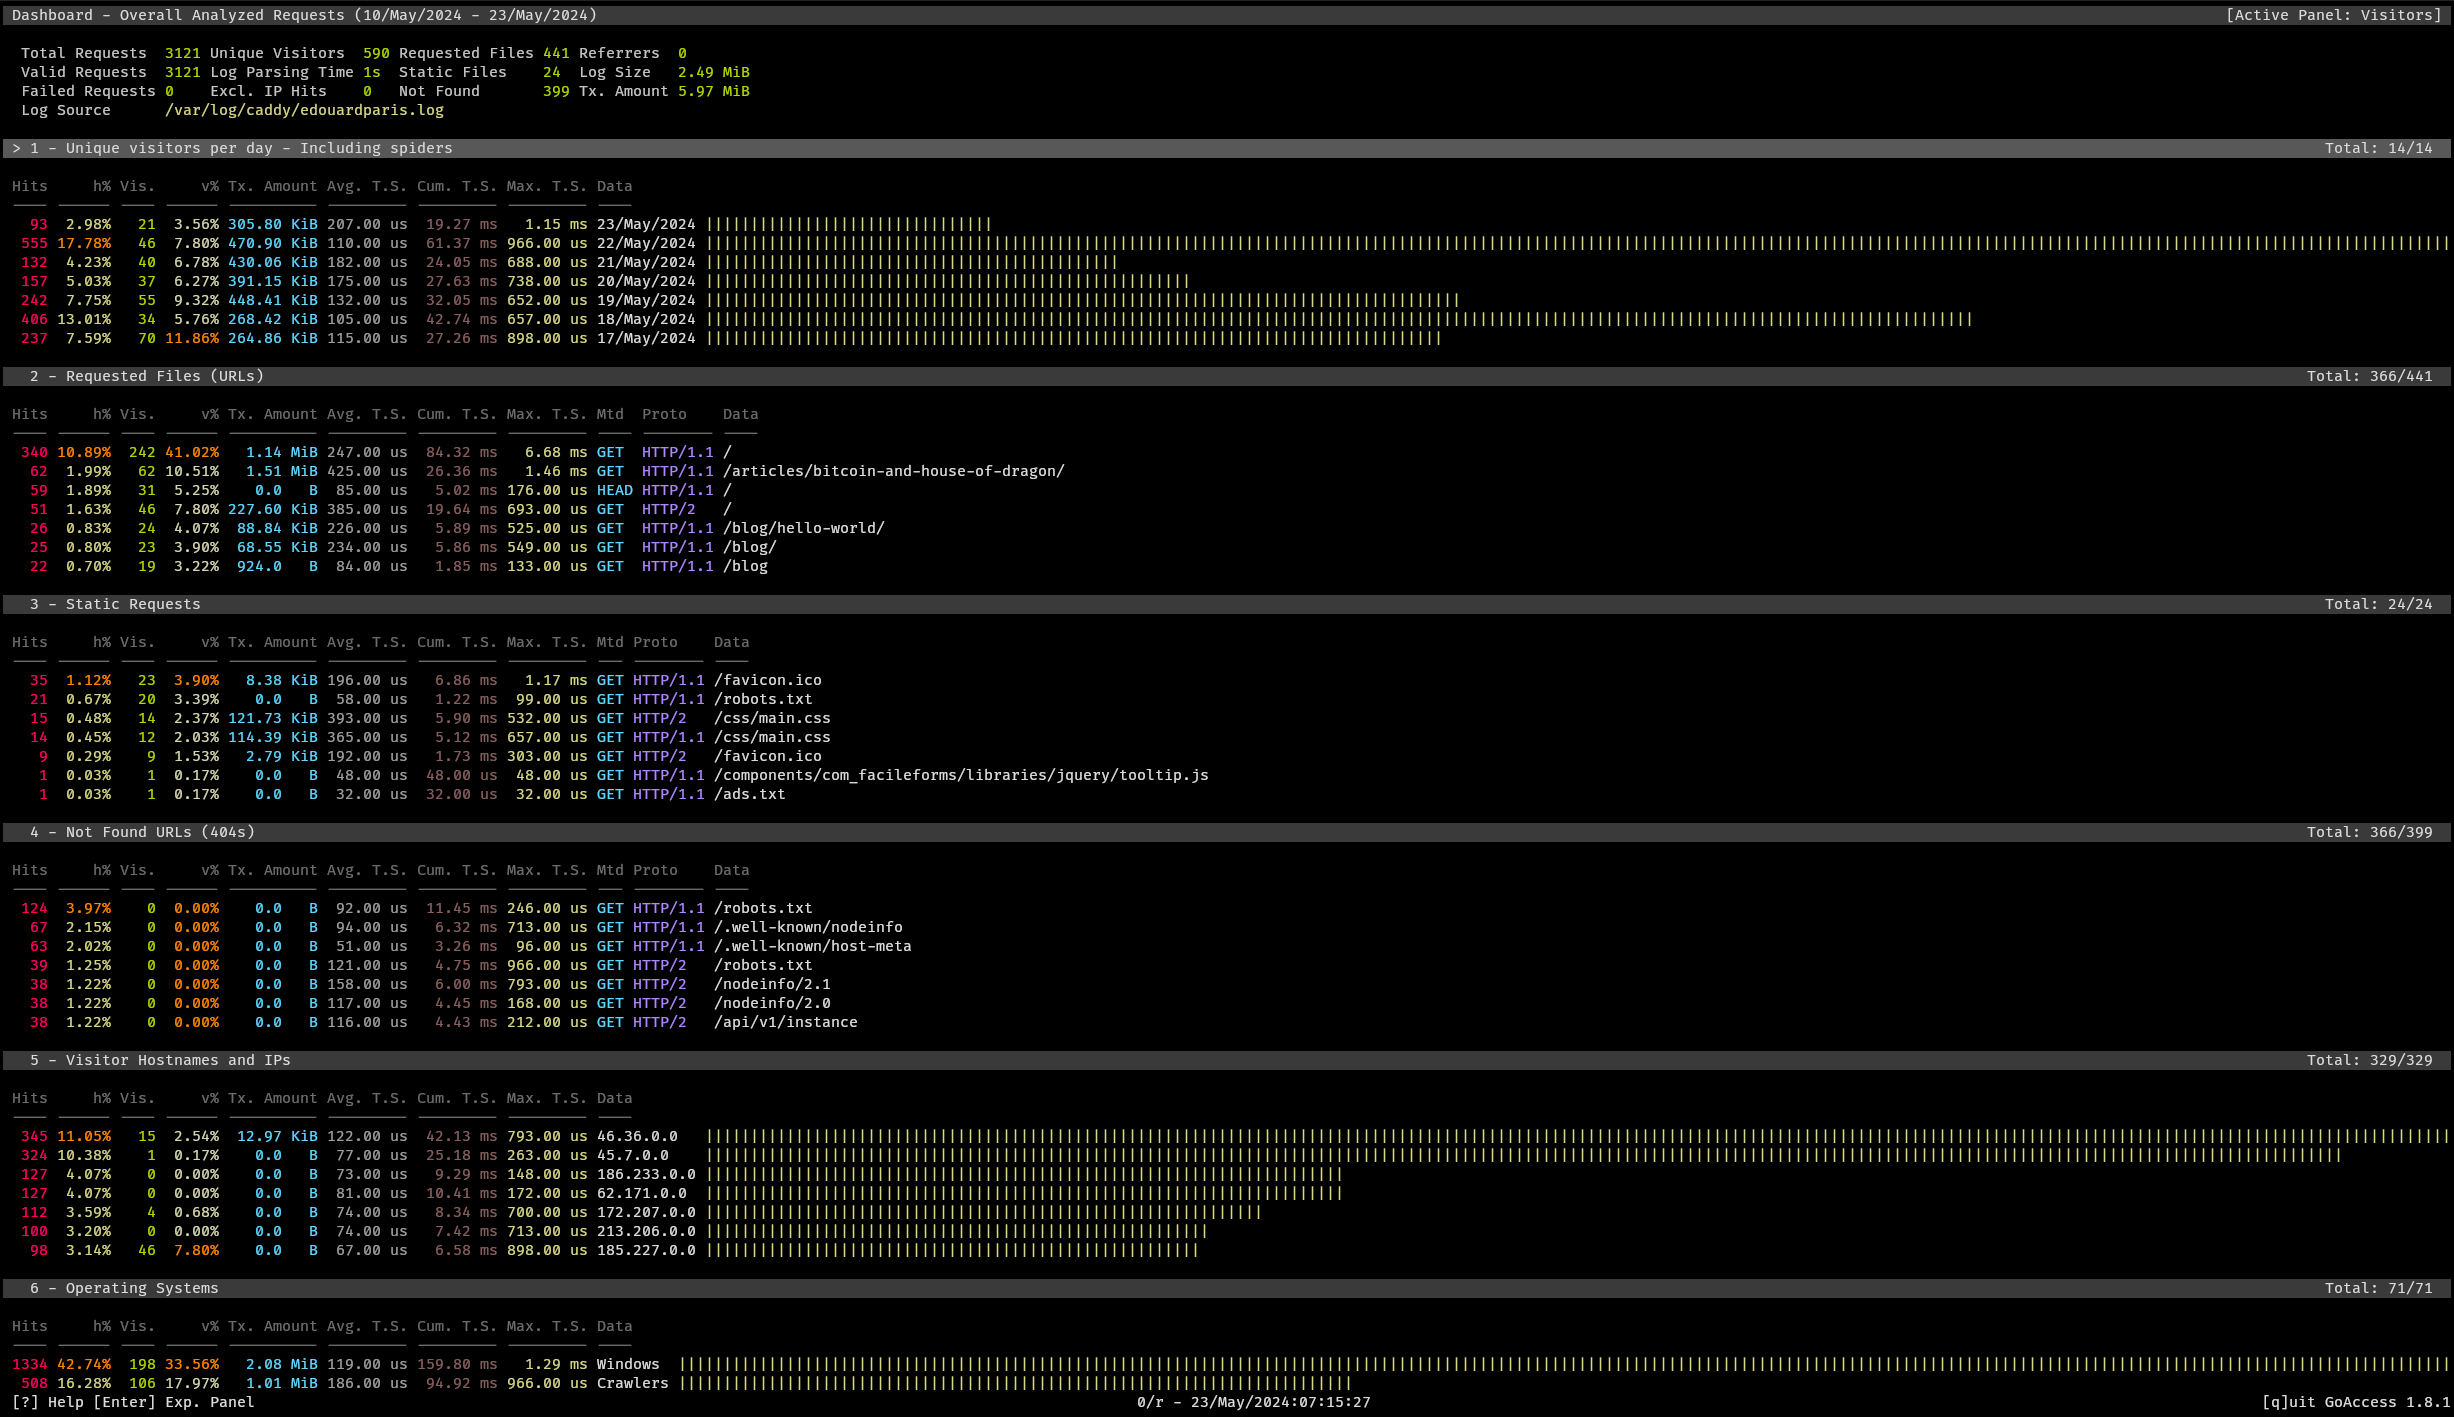 Dashboard - Overall Analyzed Requests (10/May/2024 - 23/May/2024) [Active Panel: Visitors]
Total Requests 3121 Unique Visitors 590 Requested Files 441 Referrers 0
Valid Requests 3121 Log Parsing Time 1s Static Files 24 Log Size 2.49 MiB
Failed Requests 0 Excl. IP Hits 0 Not Found 399 Tx. Amount 5.97 MiB
Log Source /var/log/caddy/edouardparis.log
> 1 - Unique visitors per day - Including spiders Total: 14/14
Hits h% Vis. v% Tx. Amount Avg. T.S. Cum. T.S. Max. T.S. Data
93 2.98% 21 3.56% 305.80 KiB 207.00 us 19.27 ms 1.15 ms 23/May/2024
555 17.78% 46 7.80% 470.90 KiB 110.00 us 61.37 ms 966.00 us 22/May/2024
132 4.23% 40 6.78% 430.06 KiB 182.00 us 24.05 ms 688.00 us 21/May/2024
157 5.03% 37 6.27% 391.15 KiB 175.00 us 27.63 ms 738.00 us 20/May/2024
242 7.75% 55 9.32% 448.41 KiB 132.00 us 32.05 ms 652.00 us 19/May/2024
406 13.01% 34 5.76% 268.42 KiB 105.00 us 42.74 ms 657.00 us 18/May/2024
237 7.59% 70 11.86% 264.86 KiB 115.00 us 27.26 ms 898.00 us 17/May/2024
2 - Requested Files (URLs) Total: 366/441
Hits h% Vis. v% Tx. Amount Avg. T.S. Cum. T.S. Max. T.S. Mtd Proto Data
340 10.89% 242 41.02% 1.14 MiB 247.00 us 84.32 ms 6.68 ms GET HTTP/1.1 /
62 1.99% 62 10.51% 1.51 MiB 425.00 us 26.36 ms 1.46 ms GET HTTP/1.1 /articles/bitcoin-and-house-of-dragon/
59 1.89% 31 5.25% 0.0 B 85.00 us 5.02 ms 176.00 us HEAD HTTP/1.1 /
51 1.63% 46 7.80% 227.60 KiB 385.00 us 19.64 ms 693.00 us GET HTTP/2 /
26 0.83% 24 4.07% 88.84 KiB 226.00 us 5.89 ms 525.00 us GET HTTP/1.1 /blog/hello-world/
25 0.80% 23 3.90% 68.55 KiB 234.00 us 5.86 ms 549.00 us GET HTTP/1.1 /blog/
22 0.70% 19 3.22% 924.0 B 84.00 us 1.85 ms 133.00 us GET HTTP/1.1 /blog
3 - Static Requests Total: 24/24
Hits h% Vis. v% Tx. Amount Avg. T.S. Cum. T.S. Max. T.S. Mtd Proto Data
35 1.12% 23 3.90% 8.38 KiB 196.00 us 6.86 ms 1.17 ms GET HTTP/1.1 /favicon.ico
21 0.67% 20 3.39% 0.0 B 58.00 us 1.22 ms 99.00 us GET HTTP/1.1 /robots.txt
15 0.48% 14 2.37% 121.73 KiB 393.00 us 5.90 ms 532.00 us GET HTTP/2 /css/main.css
14 0.45% 12 2.03% 114.39 KiB 365.00 us 5.12 ms 657.00 us GET HTTP/1.1 /css/main.css
9 0.29% 9 1.53% 2.79 KiB 192.00 us 1.73 ms 303.00 us GET HTTP/2 /favicon.ico
1 0.03% 1 0.17% 0.0 B 48.00 us 48.00 us 48.00 us GET HTTP/1.1 /components/com_facileforms/libraries/jquery/tooltip.js
1 0.03% 1 0.17% 0.0 B 32.00 us 32.00 us 32.00 us GET HTTP/1.1 /ads.txt
4 - Not Found URLs (404s) Total: 366/399
Hits h% Vis. v% Tx. Amount Avg. T.S. Cum. T.S. Max. T.S. Mtd Proto Data
124 3.97% 0 0.00% 0.0 B 92.00 us 11.45 ms 246.00 us GET HTTP/1.1 /robots.txt
67 2.15% 0 0.00% 0.0 B 94.00 us 6.32 ms 713.00 us GET HTTP/1.1 /.well-known/nodeinfo
63 2.02% 0 0.00% 0.0 B 51.00 us 3.26 ms 96.00 us GET HTTP/1.1 /.well-known/host-meta
39 1.25% 0 0.00% 0.0 B 121.00 us 4.75 ms 966.00 us GET HTTP/2 /robots.txt
38 1.22% 0 0.00% 0.0 B 158.00 us 6.00 ms 793.00 us GET HTTP/2 /nodeinfo/2.1
38 1.22% 0 0.00% 0.0 B 117.00 us 4.45 ms 168.00 us GET HTTP/2 /nodeinfo/2.0
38 1.22% 0 0.00% 0.0 B 116.00 us 4.43 ms 212.00 us GET HTTP/2 /api/v1/instance
5 - Visitor Hostnames and IPs Total: 329/329
Hits h% Vis. v% Tx. Amount Avg. T.S. Cum. T.S. Max. T.S. Data
345 11.05% 15 2.54% 12.97 KiB 122.00 us 42.13 ms 793.00 us 46.36.0.0
324 10.38% 1 0.17% 0.0 B 77.00 us 25.18 ms 263.00 us 45.7.0.0
127 4.07% 0 0.00% 0.0 B 73.00 us 9.29 ms 148.00 us 186.233.0.0
127 4.07% 0 0.00% 0.0 B 81.00 us 10.41 ms 172.00 us 62.171.0.0
112 3.59% 4 0.68% 0.0 B 74.00 us 8.34 ms 700.00 us 172.207.0.0
100 3.20% 0 0.00% 0.0 B 74.00 us 7.42 ms 713.00 us 213.206.0.0
98 3.14% 46 7.80% 0.0 B 67.00 us 6.58 ms 898.00 us 185.227.0.0
6 - Operating Systems Total: 71/71
Hits h% Vis. v% Tx. Amount Avg. T.S. Cum. T.S. Max. T.S. Data
1334 42.74% 198 33.56% 2.08 MiB 119.00 us 159.80 ms 1.29 ms Windows
508 16.28% 106 17.97% 1.01 MiB 186.00 us 94.92 ms 966.00 us Crawlers
[?] Help [Enter] Exp. Panel 0/r - 23/May/2024:07:15:27 [q]uit GoAccess 1.8.1